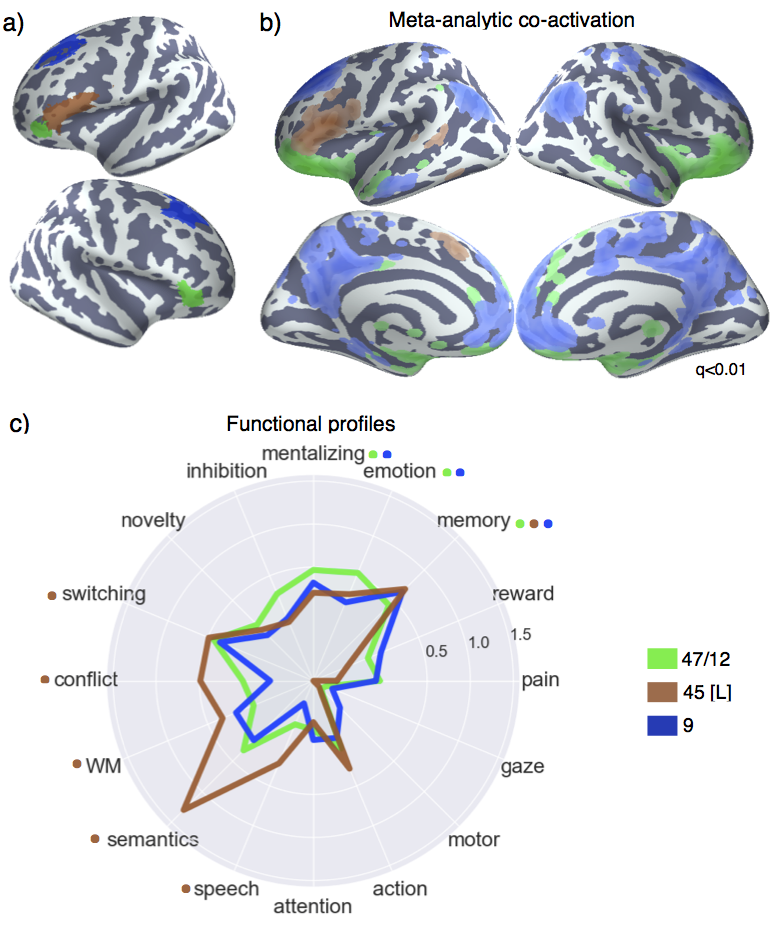 a)
b)
Meta-analytic co-activation
q<0.01
c)
Functional profiles
mentalizing
inhibition
emotion
novelty
memory
switching
reward
0.5
1.0
1.5
conflict
pain
47/12
45 [L]
9
WM
gaze
semantics
motor
speech
action
attention